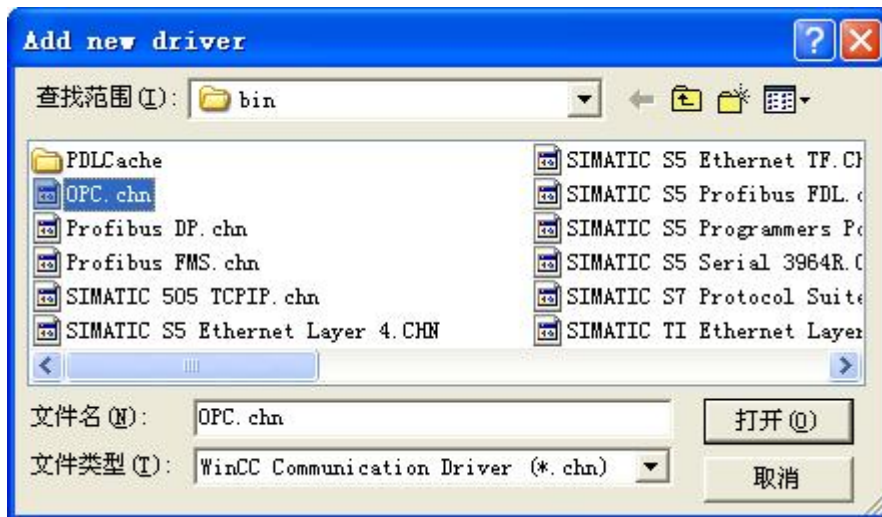 Add new driver
查找范围(I):
bin
PDLCache
OPC.chn
Profibus DP.chn
Profibus FMS.chn
SIMATIC 505 TCPIP.chn
SIMATIC S5 Ethernet Layer 4.CHN
SIMATIC S5 Ethernet TF.CH
SIMATIC S5 Profibus FDL.c
SIMATIC S5 Programmers Po
SIMATIC S5 Serial 3964R.C
SIMATIC S7 Protocol Suite
SIMATIC TI Ethernet Layer
文件名(N):
OPC.chn
打开(O)
文件类型(T):
WinCC Communication Driver (*.chn)
取消